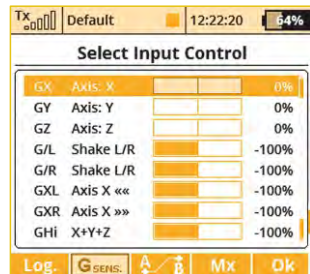 Tx Default 12:22:20 64%
Select Input Control
GX Axis: X 0%
GY Axis: Y 0%
GZ Axis: Z 0%
G/L Shake L/R -100%
G/R Shake L/R -100%
GXL Axis X «« -100%
GXR Axis X »» -100%
GHi X+Y+Z -100%
Log. G SENS. A B Mx Ok